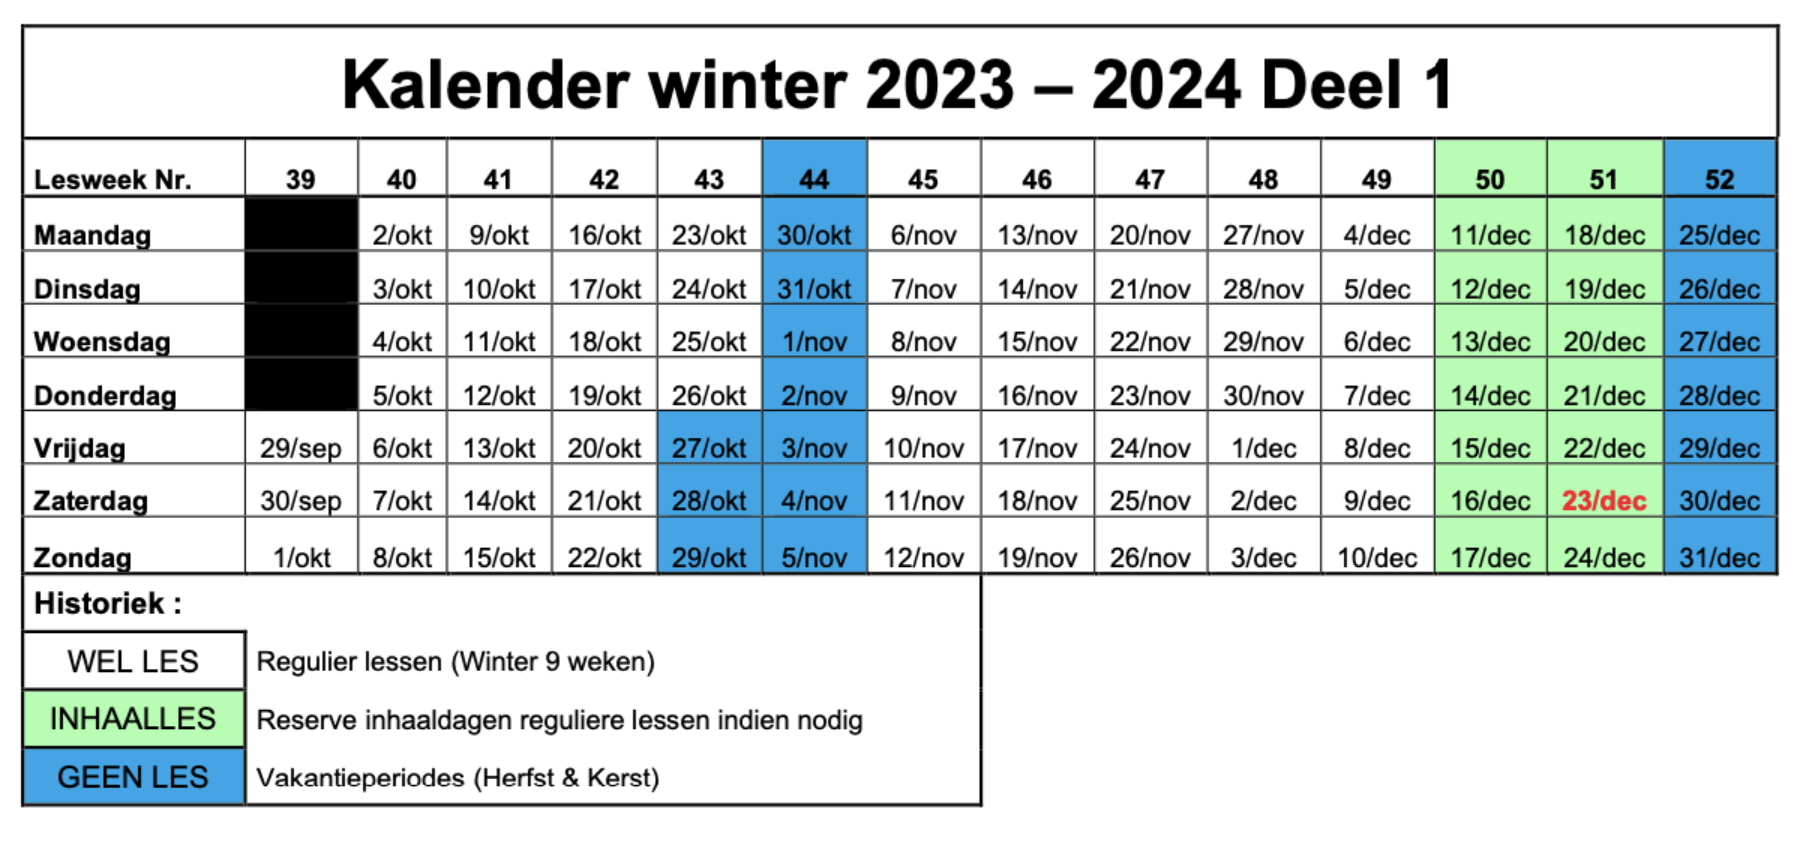 Kalender winter 2023 – 2024 Deel 1
Lesweek Nr. 39 40 41 42 43 44 45 46 47 48 49 50 51 52
Maandag 2/okt 9/okt 16/okt 23/okt 30/okt 6/nov 13/nov 20/nov 27/nov 4/dec 11/dec 18/dec 25/dec
Dinsdag 3/okt 10/okt 17/okt 24/okt 31/okt 7/nov 14/nov 21/nov 28/nov 5/dec 12/dec 19/dec 26/dec
Woensdag 4/okt 11/okt 18/okt 25/okt 1/nov 8/nov 15/nov 22/nov 29/nov 6/dec 13/dec 20/dec 27/dec
Donderdag 5/okt 12/okt 19/okt 26/okt 2/nov 9/nov 16/nov 23/nov 30/nov 7/dec 14/dec 21/dec 28/dec
Vrijdag 29/sep 6/okt 13/okt 20/okt 27/okt 3/nov 10/nov 17/nov 24/nov 1/dec 8/dec 15/dec 22/dec 29/dec
Zaterdag 30/sep 7/okt 14/okt 21/okt 28/okt 4/nov 11/nov 18/nov 25/nov 2/dec 9/dec 16/dec 23/dec 30/dec
Zondag 1/okt 8/okt 15/okt 22/okt 29/okt 5/nov 12/nov 19/nov 26/nov 3/dec 10/dec 17/dec 24/dec 31/dec
Historiek :
WEL LES Regulier lessen (Winter 9 weken)
INHAALLES Reserve inhaaldagen reguliere lessen indien nodig
GEEN LES Vakantieperiodes (Herfst & Kerst)